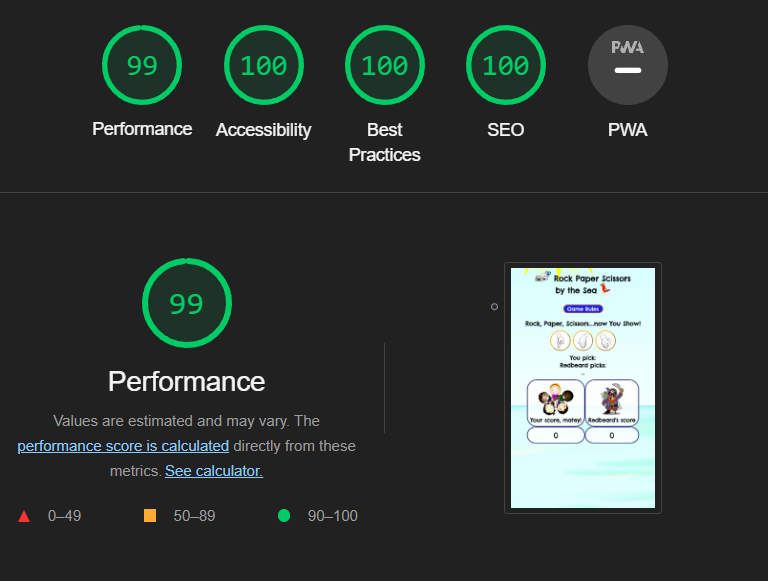 99
100
100
100
PWA
Performance
Accessibility
Best
Practices
SEO
PWA
99
Performance
Values are estimated and may vary. The
performance score is calculated directly from these
metrics. See calculator.
0–49
50–89
90–100
Rock Paper Scissors
by the Sea
Game Rules
Rock, Paper, Scissors...now You Show!
You pick:
Redbeard picks:
Your score, matey!
Redbeard's score
0
0